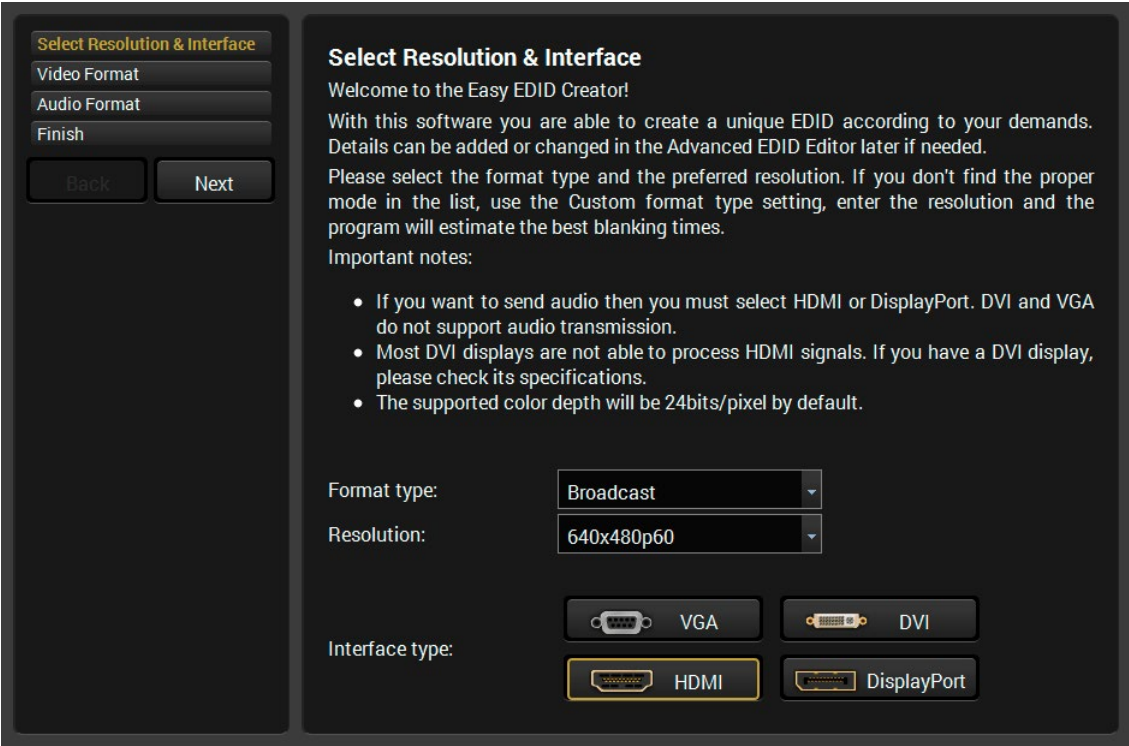 Select Resolution & Interface
Video Format
Audio Format
Finish
Back
Next
Select Resolution & Interface
Welcome to the Easy EDID Creator!
With this software you are able to create a unique EDID according to your demands.
Details can be added or changed in the Advanced EDID Editor later if needed.
Please select the format type and the preferred resolution. If you don't find the proper
mode in the list, use the Custom format type setting, enter the resolution and the
program will estimate the best blanking times.
Important notes:
• If you want to send audio then you must select HDMI or DisplayPort. DVI and VGA
do not support audio transmission.
• Most DVI displays are not able to process HDMI signals. If you have a DVI display,
please check its specifications.
• The supported color depth will be 24bits/pixel by default.
Format type:
Broadcast
Resolution:
640x480p60
Interface type:
VGA
DVI
HDMI
DisplayPort